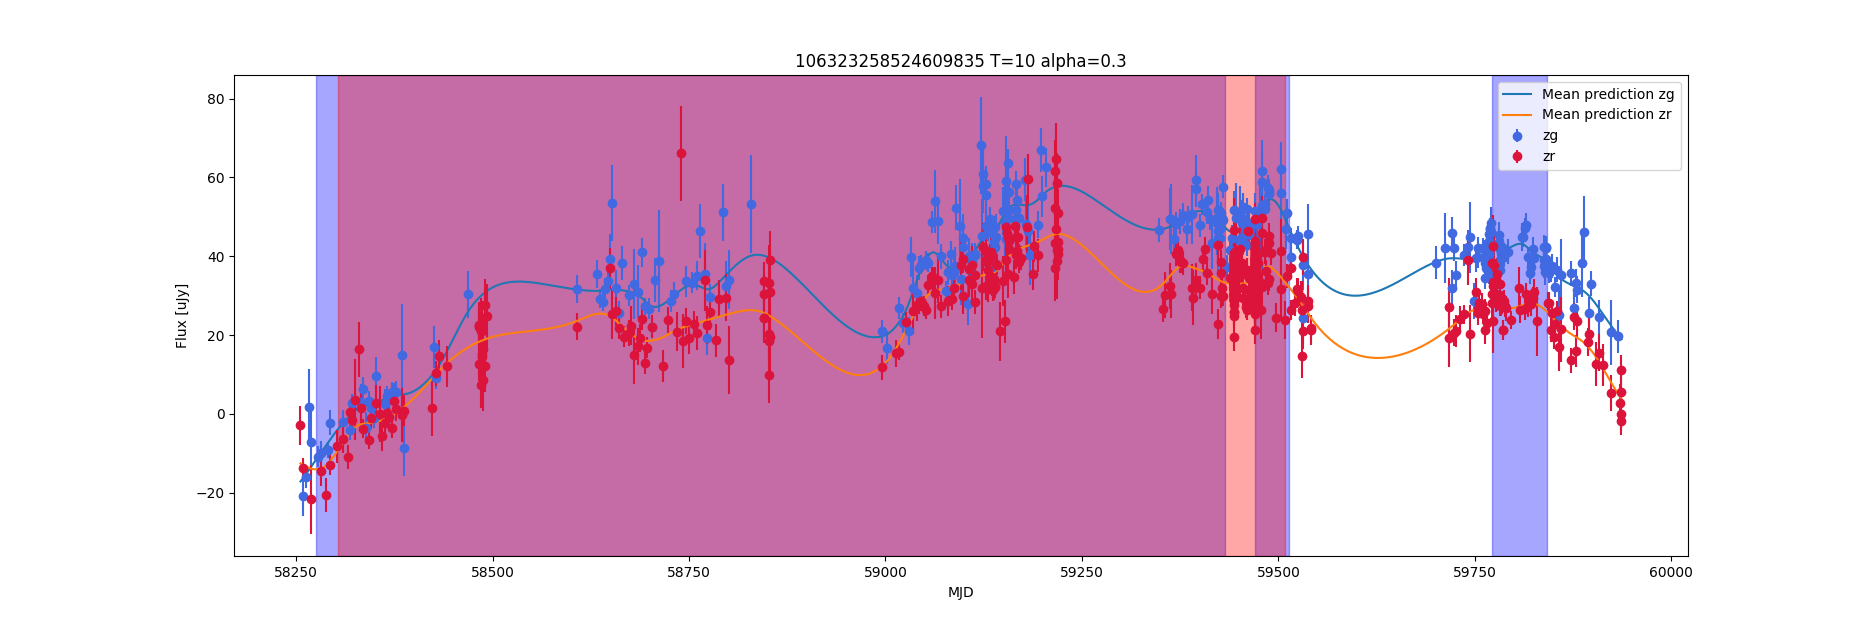 106323258524609835 T=10 alpha=0.3
Flux [uJy]
80
60
40
20
0
−20
Mean prediction zg
Mean prediction zr
zg
zr
58250 58500 58750 59000 59250 59500 59750 60000
MJD